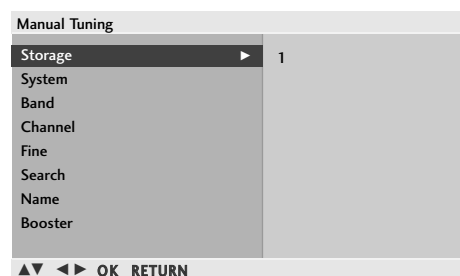 Manual Tuning
Storage ► 1
System
Band
Channel
Fine
Search
Name
Booster
▲▼ ◄► OK RETURN